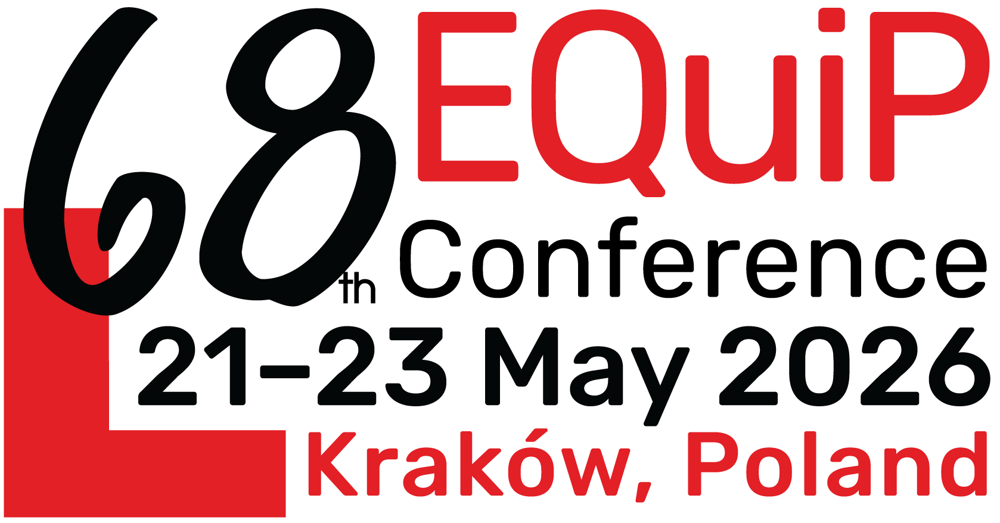 68th EQuiP
Conference
21–23 May 2026
Kraków, Poland